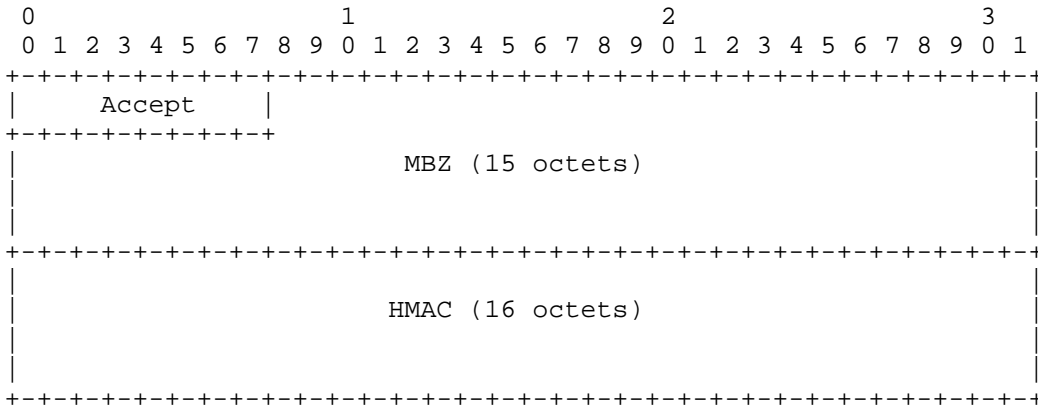 0                   1                   2                   3
 0 1 2 3 4 5 6 7 8 9 0 1 2 3 4 5 6 7 8 9 0 1 2 3 4 5 6 7 8 9 0 1
+-+-+-+-+-+-+-+-+-+-+-+-+-+-+-+-+-+-+-+-+-+-+-+-+-+-+-+-+-+-+-+-+
|     Accept    |                                               |
+-+-+-+-+-+-+-+-+                                               |
|                        MBZ (15 octets)                        |
|                                                               |
|                                                               |
+-+-+-+-+-+-+-+-+-+-+-+-+-+-+-+-+-+-+-+-+-+-+-+-+-+-+-+-+-+-+-+-+
|                                                               |
|                       HMAC (16 octets)                        |
|                                                               |
|                                                               |
+-+-+-+-+-+-+-+-+-+-+-+-+-+-+-+-+-+-+-+-+-+-+-+-+-+-+-+-+-+-+-+-+